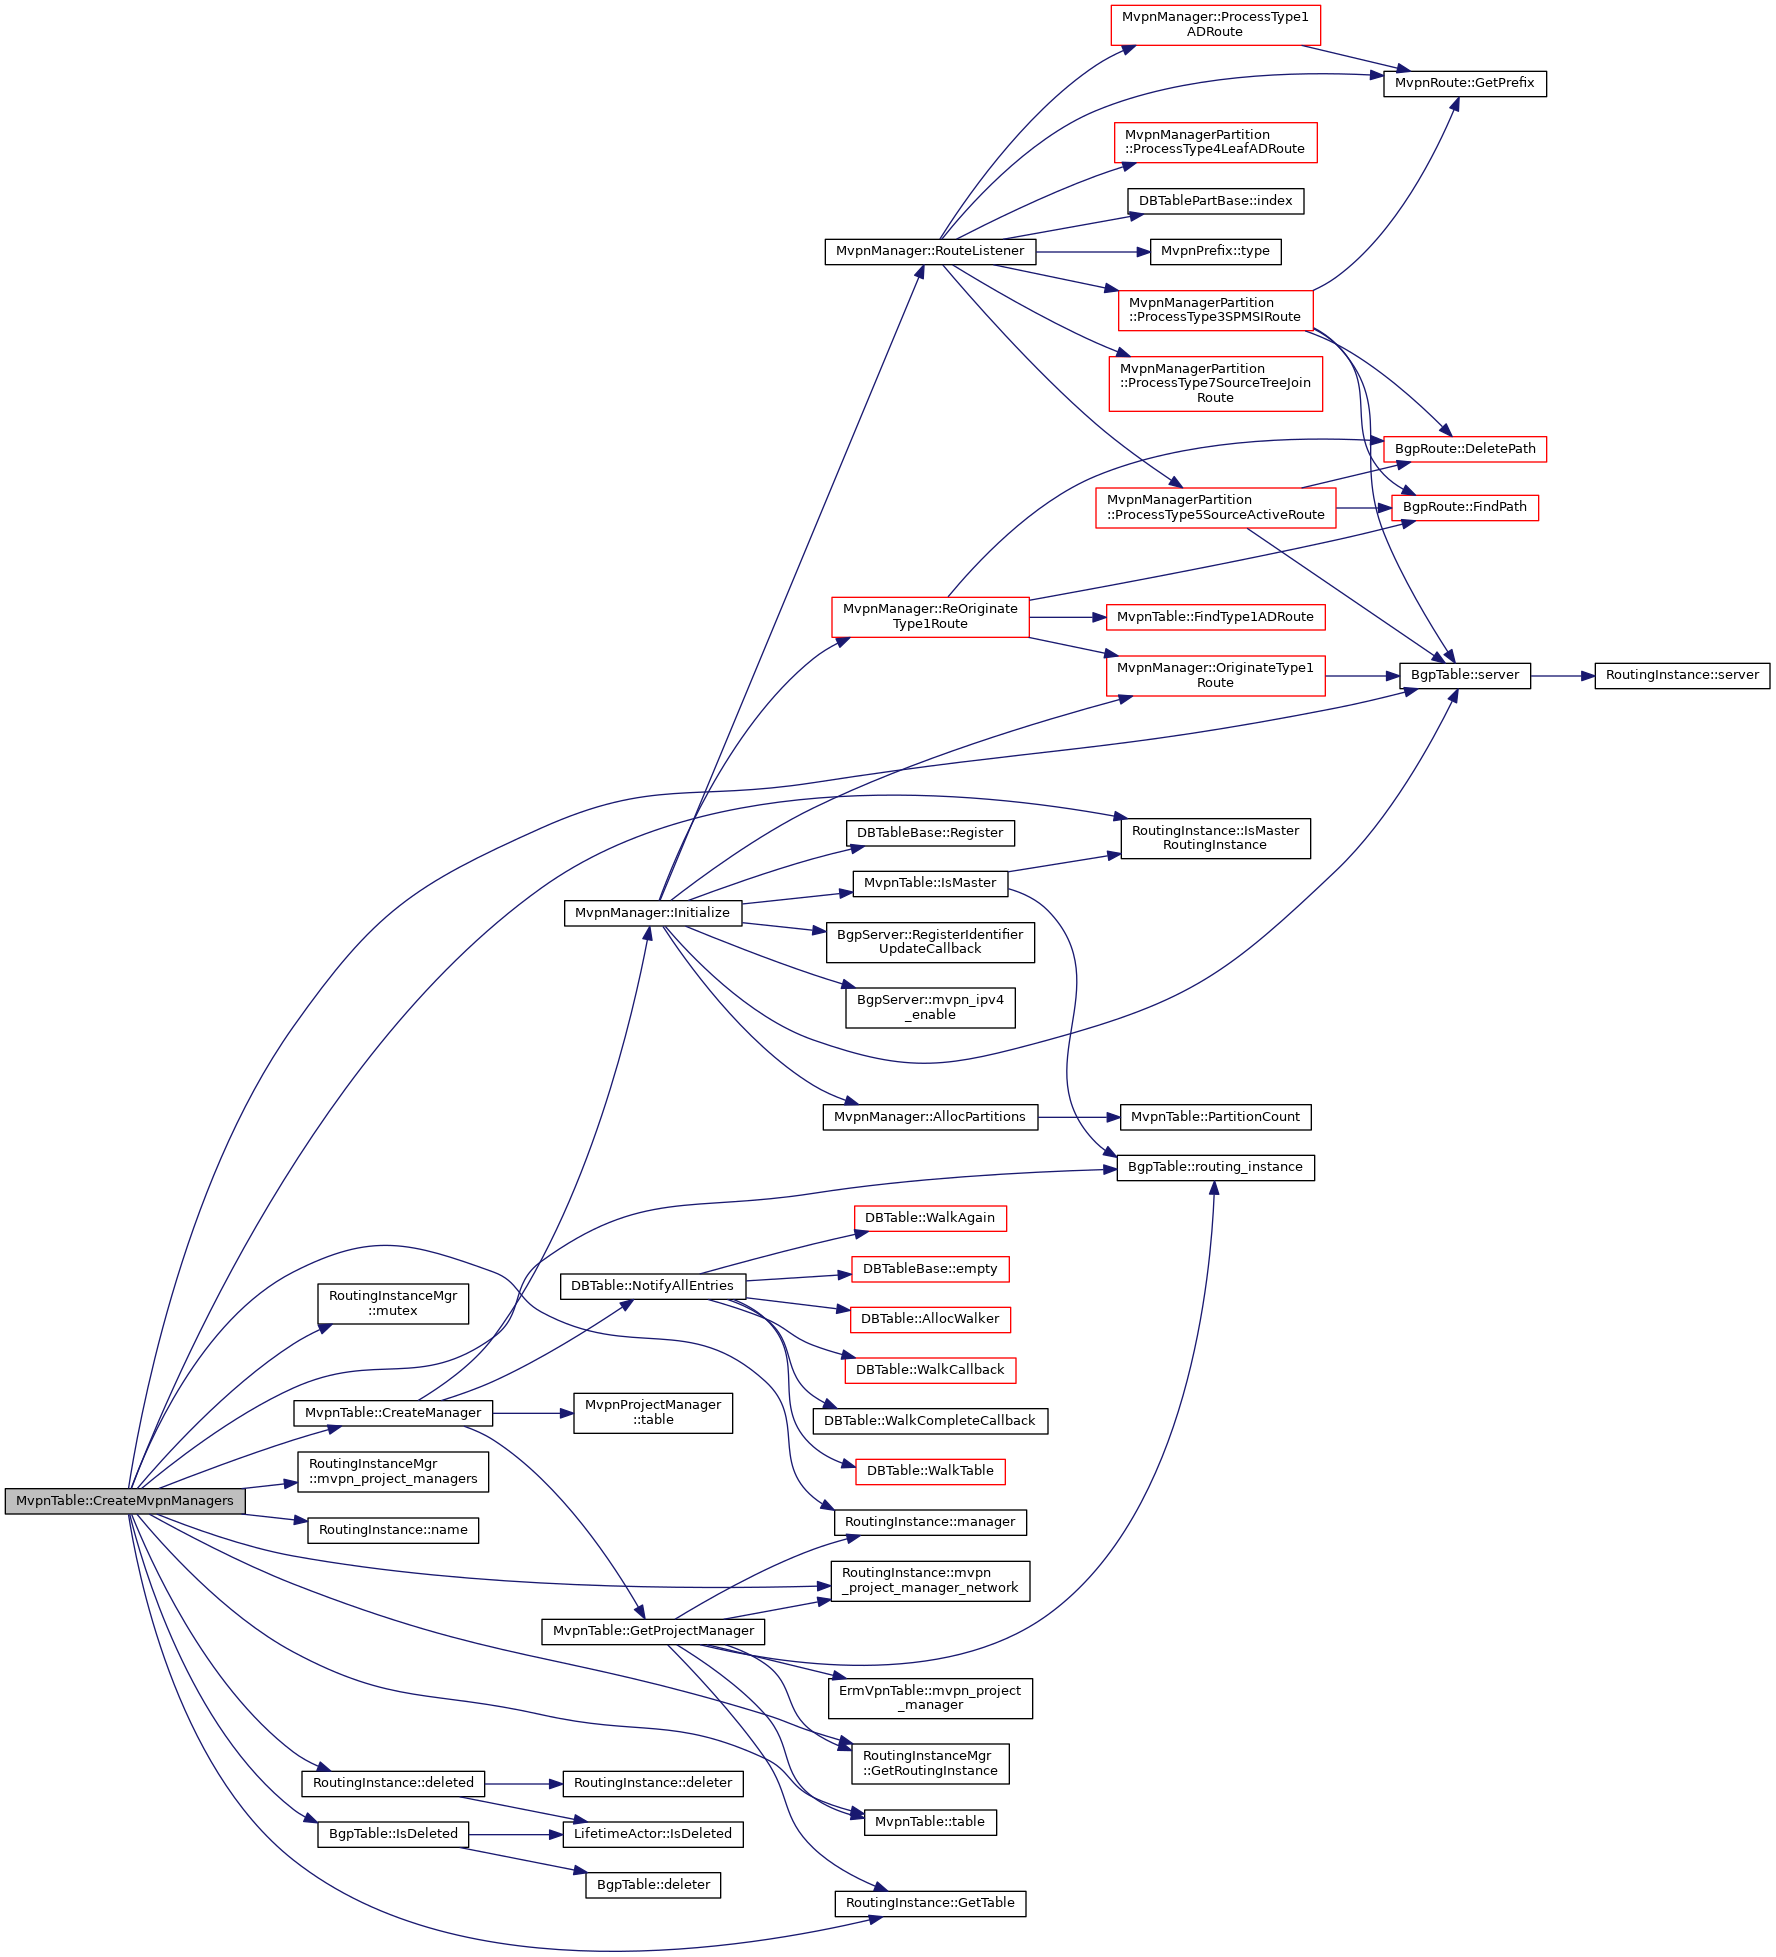 MvpnManager::ProcessType1
ADRoute
MvpnRoute::GetPrefix
MvpnManagerPartition
::ProcessType4LeafADRoute
DBTablePartBase::index
MvpnManager::RouteListener
MvpnPrefix::type
MvpnManagerPartition
::ProcessType3SPMSIRoute
MvpnManagerPartition
::ProcessType7SourceTreeJoin
Route
BgpRoute::DeletePath
MvpnManagerPartition
::ProcessType5SourceActiveRoute
BgpRoute::FindPath
MvpnManager::ReOriginate
Type1Route
MvpnTable::FindType1ADRoute
MvpnManager::OriginateType1
Route
BgpTable::server
RoutingInstance::server
DBTableBase::Register
RoutingInstance::IsMaster
RoutingInstance
MvpnTable::IsMaster
MvpnManager::Initialize
BgpServer::RegisterIdentifier
UpdateCallback
BgpServer::mvpn_ipv4
_enable
MvpnManager::AllocPartitions
MvpnTable::PartitionCount
BgpTable::routing_instance
DBTable::WalkAgain
DBTableBase::empty
DBTable::NotifyAllEntries
RoutingInstanceMgr
::mutex
DBTable::AllocWalker
DBTable::WalkCallback
MvpnTable::CreateManager
MvpnProjectManager
::table
DBTable::WalkCompleteCallback
RoutingInstanceMgr
::mvpn_project_managers
DBTable::WalkTable
MvpnTable::CreateMvpnManagers
RoutingInstance::name
RoutingInstance::manager
RoutingInstance::mvpn
_project_manager_network
MvpnTable::GetProjectManager
ErmVpnTable::mvpn_project
_manager
RoutingInstanceMgr
::GetRoutingInstance
RoutingInstance::deleted
RoutingInstance::deleter
MvpnTable::table
BgpTable::IsDeleted
LifetimeActor::IsDeleted
BgpTable::deleter
RoutingInstance::GetTable